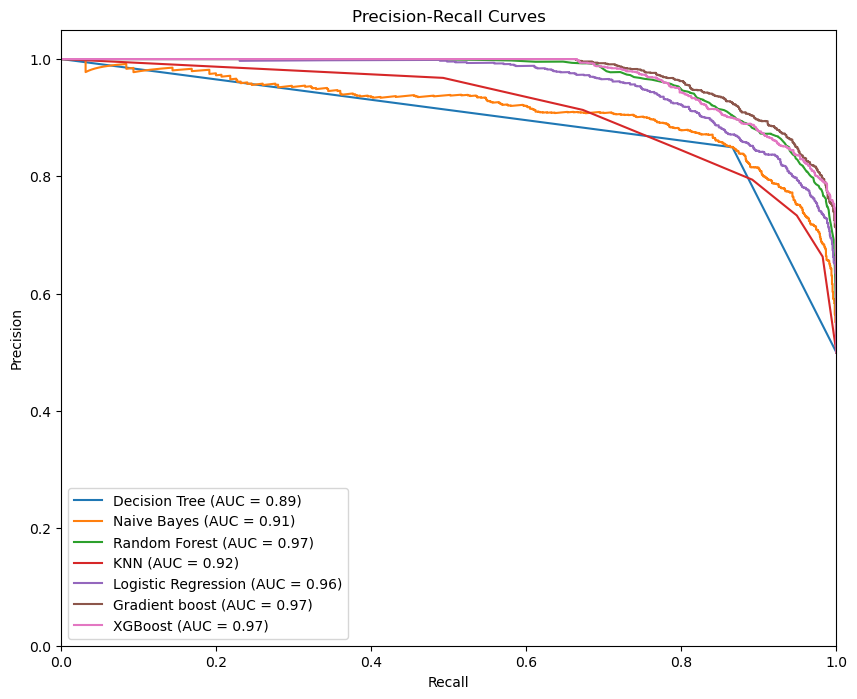 Precision-Recall Curves
1.0
0.8
0.6
0.4
0.2
0.0
Precision
Decision Tree (AUC = 0.89)
Naive Bayes (AUC = 0.91)
Random Forest (AUC = 0.97)
KNN (AUC = 0.92)
Logistic Regression (AUC = 0.96)
Gradient boost (AUC = 0.97)
XGBoost (AUC = 0.97)
0.0 0.2 0.4 0.6 0.8 1.0
Recall